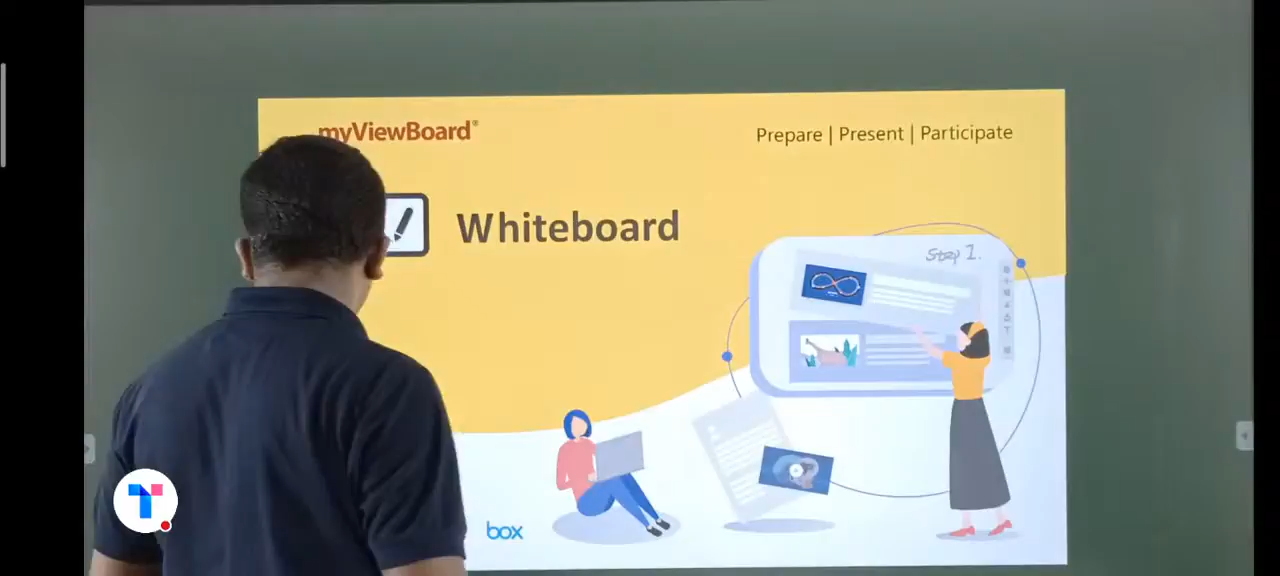 myViewBoard®
Prepare | Present | Participate
Whiteboard
Step 1.
box